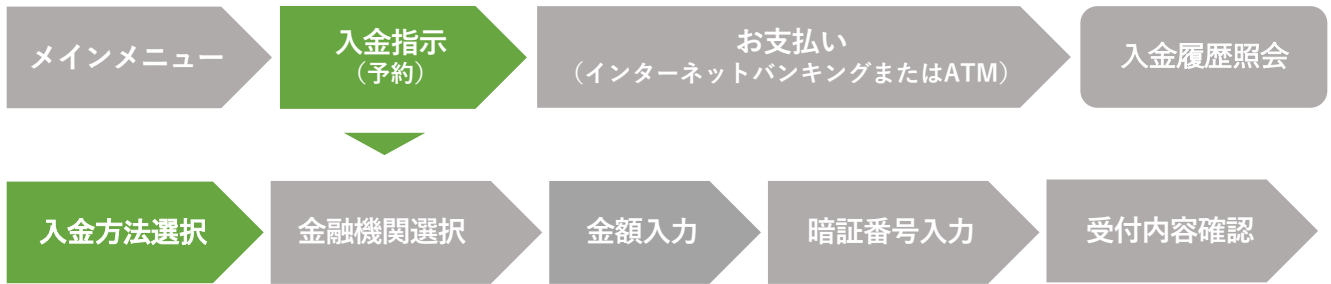 メインメニュー
入金指示
（予約）
お支払い
（インターネットバンキングまたはATM）
入金履歴照会
入金方法選択
金融機関選択
金額入力
暗証番号入力
受付内容確認